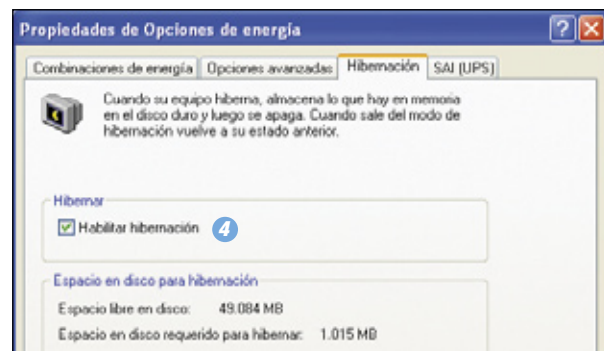 Propiedades de Opciones de energía
Combinaciones de energía Opciones avanzadas Hibernación SAI (UPS)
Cuando su equipo hiberna, almacena lo que hay en memoria
en el disco duro y luego se apaga. Cuando sale del modo de
hibernación vuelve a su estado anterior.
Hibernar
Habilitar hibernación 4
Espacio en disco para hibernación
Espacio libre en disco: 49.084 MB
Espacio en disco requerido para hibernar: 1.015 MB